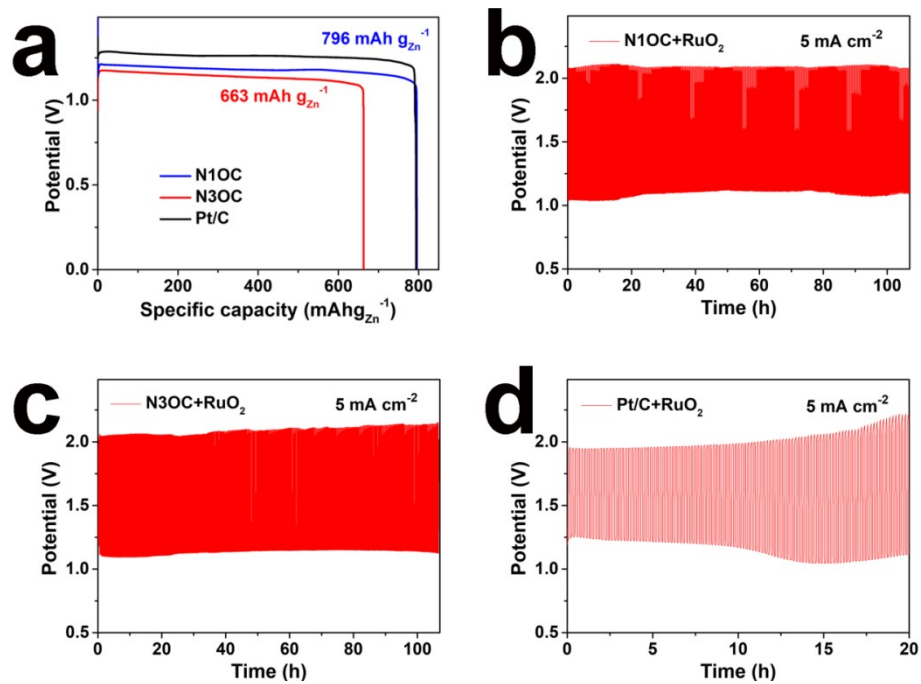 a
796 mAh g_Zn^-1
663 mAh g_Zn^-1
N1OC
N3OC
Pt/C
Potential (V)
1.0
0.5
0.0
0 200 400 600 800
Specific capacity (mAhg_Zn^-1)
b
N1OC+RuO₂ 5 mA cm⁻²
Potential (V)
2.0
1.5
1.0
0.5
0 20 40 60 80 100
Time (h)
c
N3OC+RuO₂ 5 mA cm⁻²
Potential (V)
2.0
1.5
1.0
0.5
0 20 40 60 80 100
Time (h)
d
Pt/C+RuO₂ 5 mA cm⁻²
Potential (V)
2.0
1.5
1.0
0.5
0 5 10 15 20
Time (h)